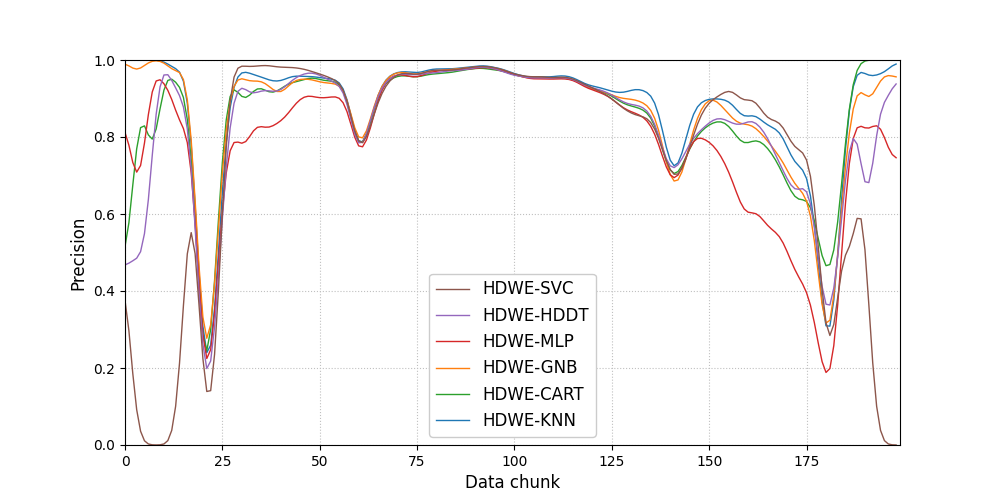 1.0
0.8
0.6
0.4
0.2
0.0
Precision
HDWE-SVC
HDWE-HDDT
HDWE-MLP
HDWE-GNB
HDWE-CART
HDWE-KNN
0 25 50 75 100 125 150 175
Data chunk